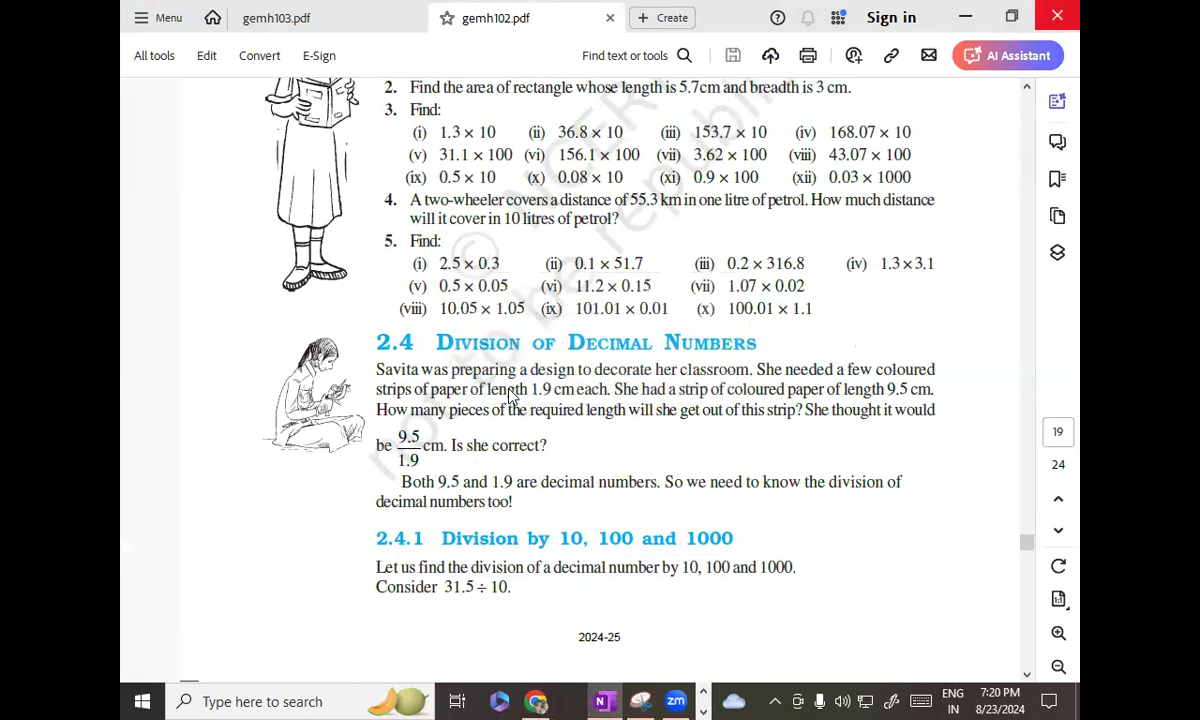 Menu gemh103.pdf gemh102.pdf Create Sign in
All tools Edit Convert E-Sign Find text or tools AI Assistant
2. Find the area of rectangle whose length is 5.7cm and breadth is 3 cm.
3. Find:
(i) 1.3 × 10 (ii) 36.8 × 10 (iii) 153.7 × 10 (iv) 168.07 × 10
(v) 31.1 × 100 (vi) 156.1 × 100 (vii) 3.62 × 100 (viii) 43.07 × 100
(ix) 0.5 × 10 (x) 0.08 × 10 (xi) 0.9 × 100 (xii) 0.03 × 1000
4. A two-wheeler covers a distance of 55.3 km in one litre of petrol. How much distance
will it cover in 10 litres of petrol?
5. Find:
(i) 2.5 × 0.3 (ii) 0.1 × 51.7 (iii) 0.2 × 316.8 (iv) 1.3 × 3.1
(v) 0.5 × 0.05 (vi) 11.2 × 0.15 (vii) 1.07 × 0.02
(viii) 10.05 × 1.05 (ix) 101.01 × 0.01 (x) 100.01 × 1.1
2.4 DIVISION OF DECIMAL NUMBERS
Savita was preparing a design to decorate her classroom. She needed a few coloured
strips of paper of length 1.9 cm each. She had a strip of coloured paper of length 9.5 cm.
How many pieces of the required length will she get out of this strip? She thought it would
be 9.5/1.9 cm. Is she correct?
Both 9.5 and 1.9 are decimal numbers. So we need to know the division of
decimal numbers too!
2.4.1 Division by 10, 100 and 1000
Let us find the division of a decimal number by 10, 100 and 1000.
Consider 31.5 ÷ 10.
2024-25
19
24
1:1
© NCER
not to be republi
Type here to search
zm
ENG
IN
7:20 PM
8/23/2024